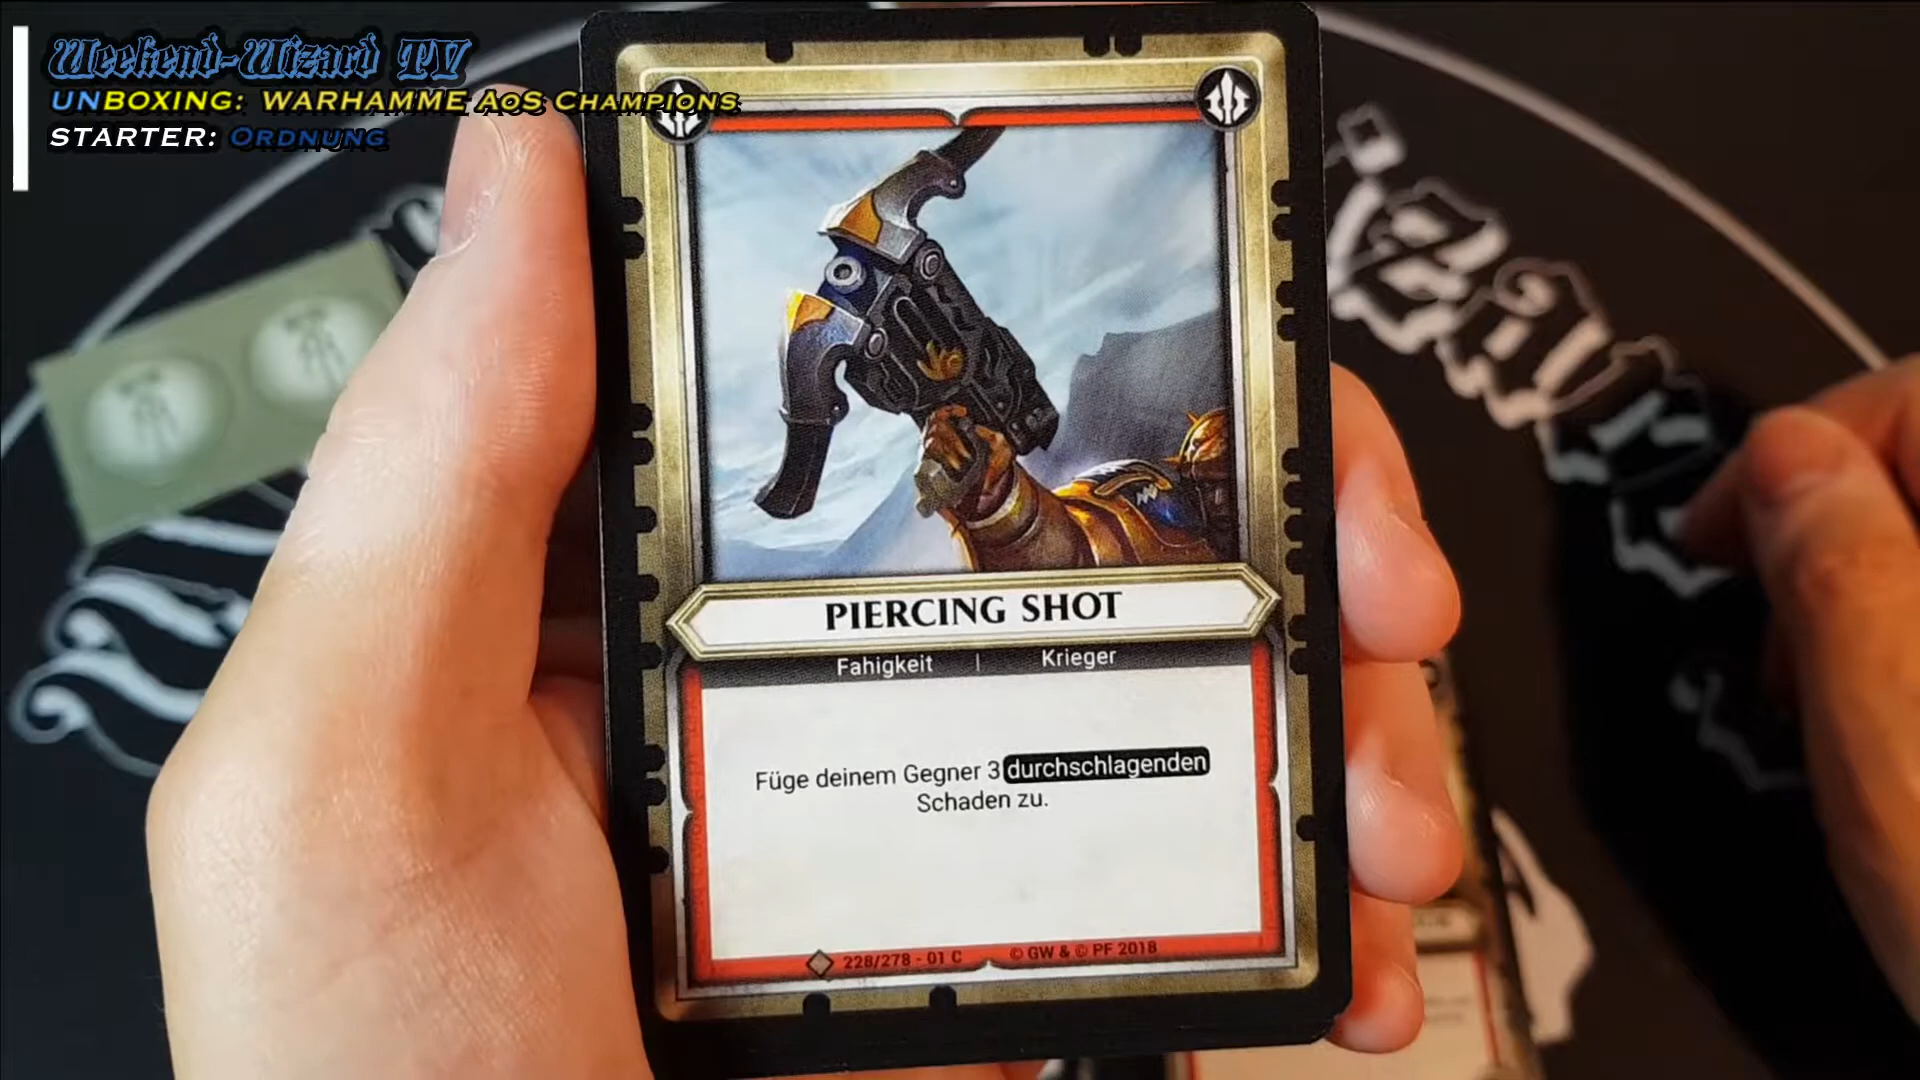 Weekend-Wizard TV
UNBOXING: WARHAMME AoS CHAMPIONS
STARTER: ORDNUNG
PIERCING SHOT
Fahigkeit | Krieger
Füge deinem Gegner 3 durchschlagenden
Schaden zu.
228/278 - 01 C © GW & © PF 2018